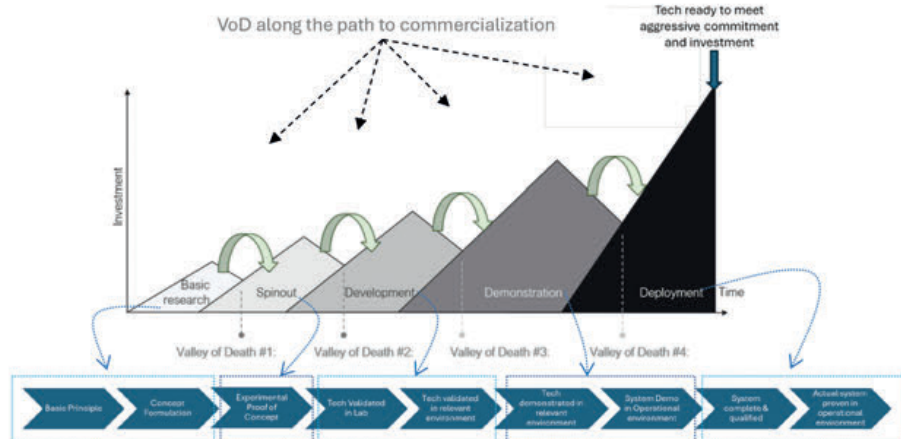 VoD along the path to commercialization
Tech ready to meet
aggressive commitment
and investment
Investment
Basic
research
Spinout
Development
Demonstration
Deployment
Time
Valley of Death #1:
Valley of Death #2:
Valley of Death #3:
Valley of Death #4:
Basic Principle
Concept
Formulation
Experimental
Proof of
Concept
Tech Validated
in Lab
Tech validated
in relevant
environment
Tech
demonstrated in
relevant
environment
System Demo
in Operational
environment
System
complete &
qualified
Actual system
proven in
operational
environment